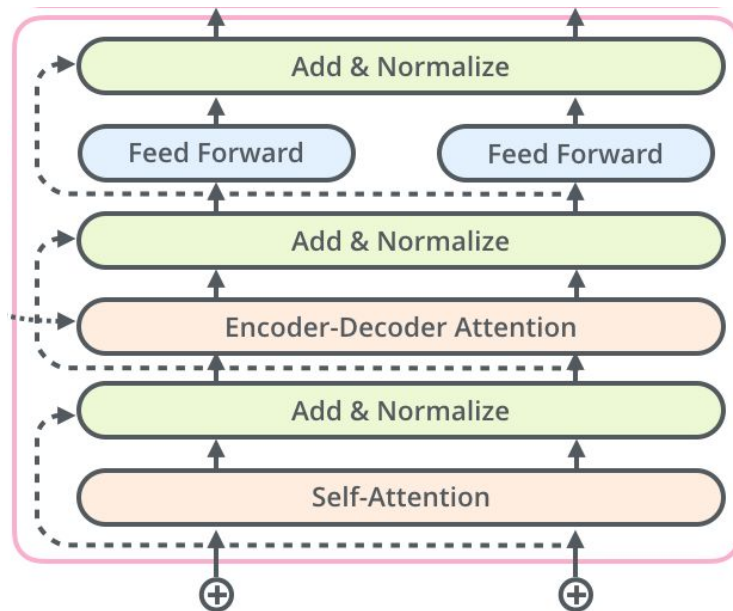 Add & Normalize
Feed Forward
Feed Forward
Add & Normalize
Encoder-Decoder Attention
Add & Normalize
Self-Attention